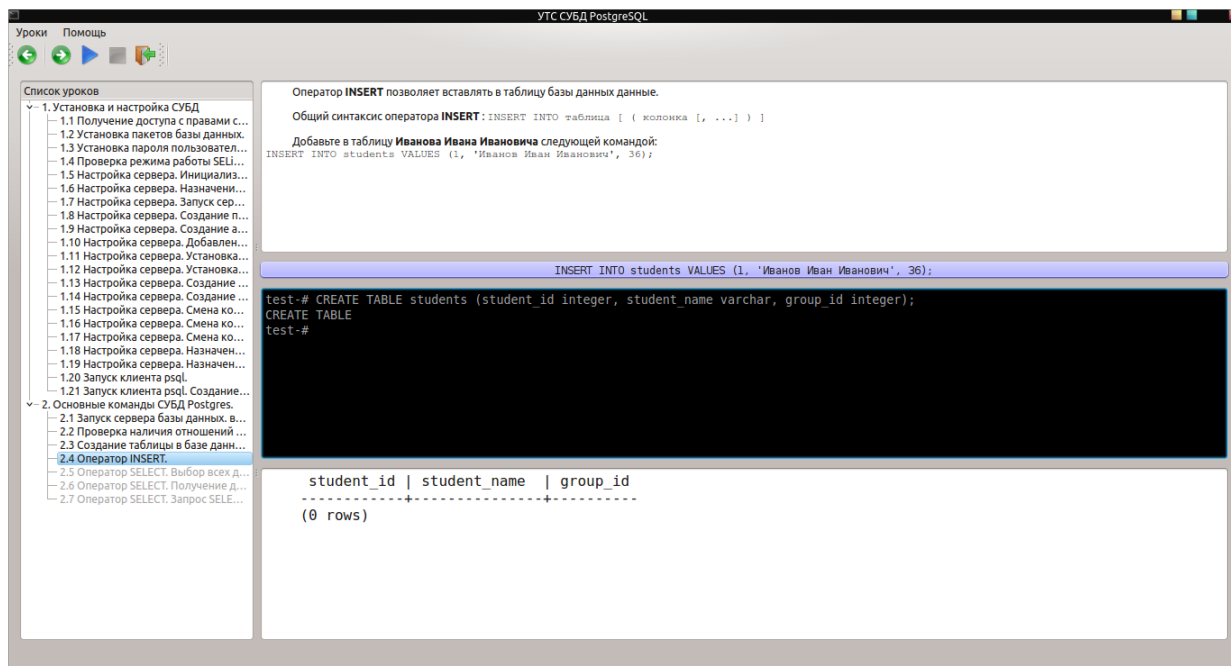 УТС СУБД PostgreSQL
Уроки Помощь
Список уроков
1. Установка и настройка СУБД
1.1 Получение доступа с правами с...
1.2 Установка пакетов базы данных.
1.3 Установка пароля пользовател...
1.4 Проверка режима работы SELi...
1.5 Настройка сервера. Инициализ...
1.6 Настройка сервера. Назначени...
1.7 Настройка сервера. Запуск сер...
1.8 Настройка сервера. Создание п...
1.9 Настройка сервера. Создание а...
1.10 Настройка сервера. Добавлен...
1.11 Настройка сервера. Установка...
1.12 Настройка сервера. Установка...
1.13 Настройка сервера. Создание ...
1.14 Настройка сервера. Создание ...
1.15 Настройка сервера. Смена ко...
1.16 Настройка сервера. Смена ко...
1.17 Настройка сервера. Смена ко...
1.18 Настройка сервера. Назначен...
1.19 Настройка сервера. Назначен...
1.20 Запуск клиента psql.
1.21 Запуск клиента psql. Создание...
2. Основные команды СУБД Postgres.
2.1 Запуск сервера базы данных. в...
2.2 Проверка наличия отношений ...
2.3 Создание таблицы в базе данн...
2.4 Оператор INSERT.
2.5 Оператор SELECT. Выбор всех д...
2.6 Оператор SELECT. Получение д...
2.7 Оператор SELECT. Запрос SELE...
Оператор INSERT позволяет вставлять в таблицу базы данных данные.
Общий синтаксис оператора INSERT : INSERT INTO таблица [ ( колонка [, ...] ) ]
Добавьте в таблицу Иванова Ивана Ивановича следующей командой:
INSERT INTO students VALUES (1, 'Иванов Иван Иванович', 36);
INSERT INTO students VALUES (1, 'Иванов Иван Иванович', 36);
test-# CREATE TABLE students (student_id integer, student_name varchar, group_id integer);
CREATE TABLE
test-#
student_id | student_name | group_id
------------+---------------+----------
(0 rows)